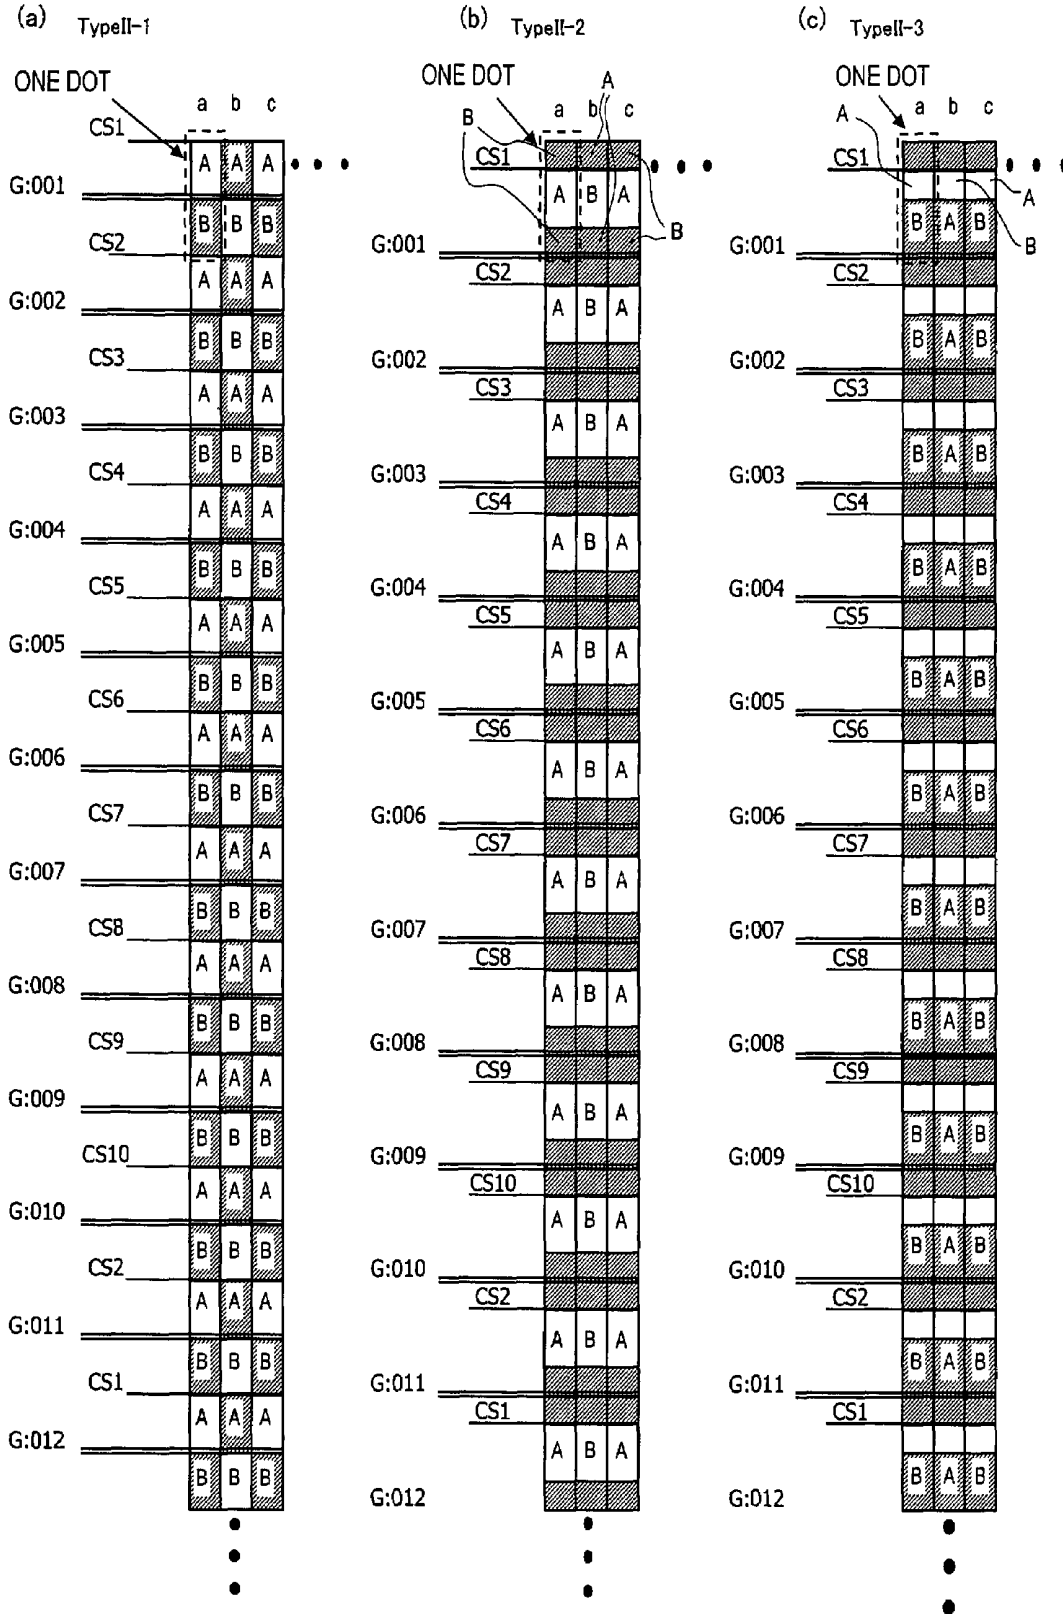 (a) TypeII-1
ONE DOT
a b c
CS1
A A A
G:001
B B B
CS2
A A A
G:002
B B B
CS3
A A A
G:003
B B B
CS4
A A A
G:004
B B B
CS5
A A A
G:005
B B B
CS6
A A A
G:006
B B B
CS7
A A A
G:007
B B B
CS8
A A A
G:008
B B B
CS9
A A A
G:009
B B B
CS10
A A A
G:010
B B B
CS2
A A A
G:011
B B B
CS1
A A A
G:012
B B B
(b) TypeII-2
ONE DOT
A
a b c
B
CS1
A B A
B
G:001
CS2
A B A
G:002
CS3
A B A
G:003
CS4
A B A
G:004
CS5
A B A
G:005
CS6
A B A
G:006
CS7
A B A
G:007
CS8
A B A
G:008
CS9
A B A
G:009
CS10
A B A
G:010
CS2
A B A
G:011
CS1
A B A
G:012
(c) TypeII-3
ONE DOT
a b c
A
CS1
A
B A B
B
G:001
CS2
B A B
G:002
CS3
B A B
G:003
CS4
B A B
G:004
CS5
B A B
G:005
CS6
B A B
G:006
CS7
B A B
G:007
CS8
B A B
G:008
CS9
B A B
G:009
CS10
B A B
G:010
CS2
B A B
G:011
CS1
B A B
G:012